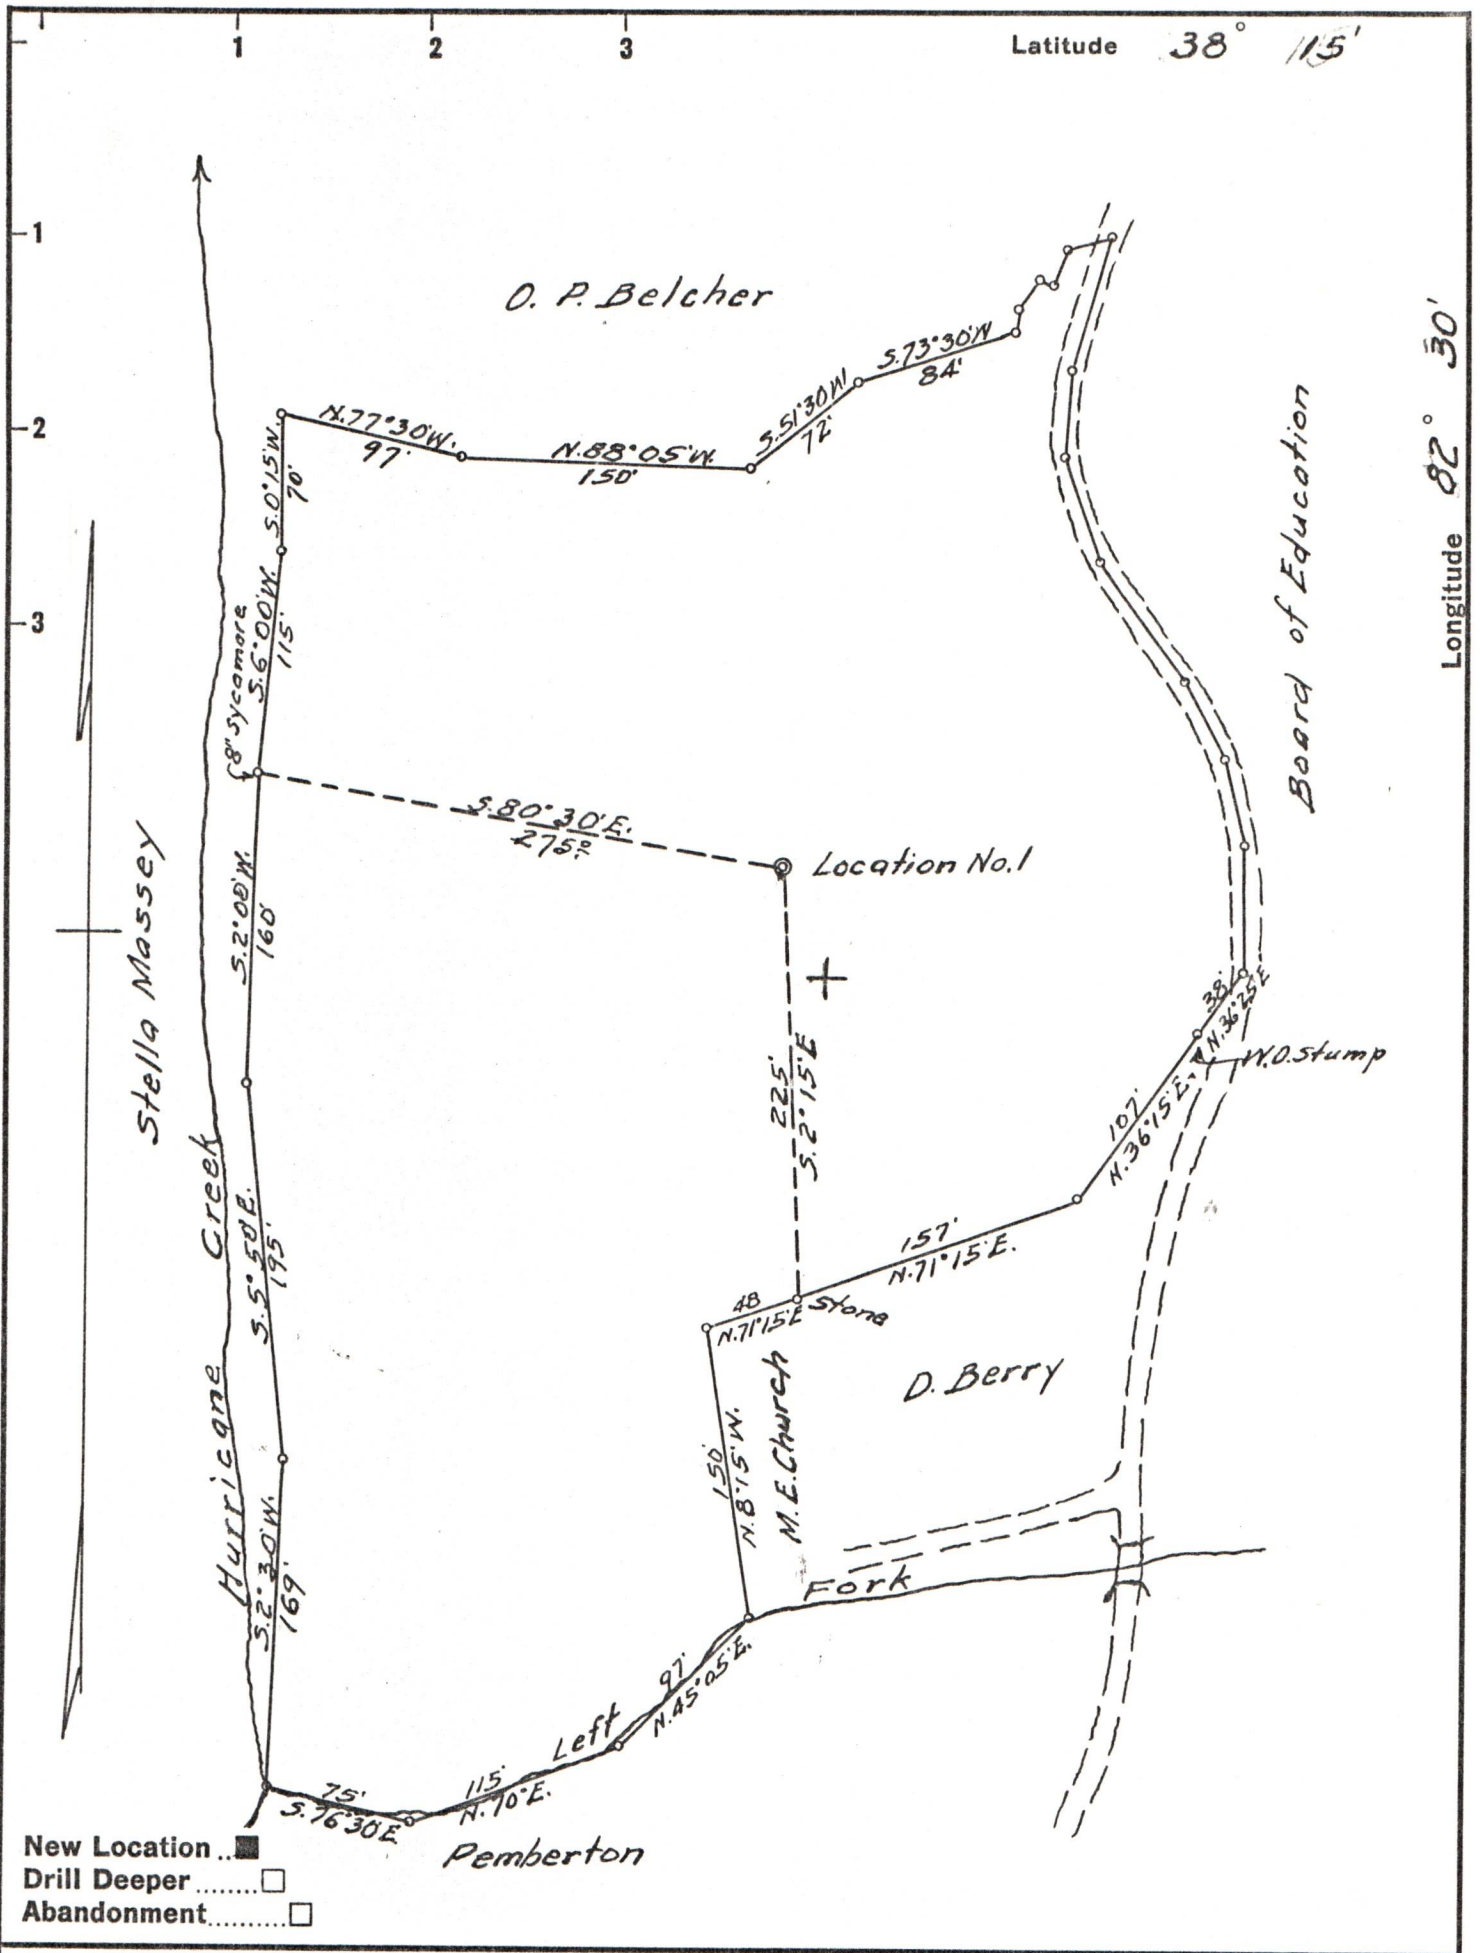 1 2 3 Latitude 38° 15'
1
2
3
Longitude 82° 30'
O. P. Belcher
S.73°30'W
84'
S.51°30'W
72'
N.88°05'W.
150'
N.77°30'W.
97'
S.0°15'W.
70'
S.6°00'W.
115'
8" Sycamore
S.80°30'E.
Location No.1
Board of Education
Stella Massey
S.2°00'W.
160'
225'
S.2°15'E
38'
N.36°25'E
W.O. Stump
107'
N.36°15'E.
157'
N.71°15'E.
48
N.71°15'E
Stone
Hurricane Creek
S.5°50'E.
195'
D. Berry
M.E. Church
150'
N.8°15'W.
S.2°30'W.
169'
Left Fork
97'
N.45°05'E.
115'
N.70°E.
75'
S.76°30'E
Pemberton
New Location
Drill Deeper
Abandonment